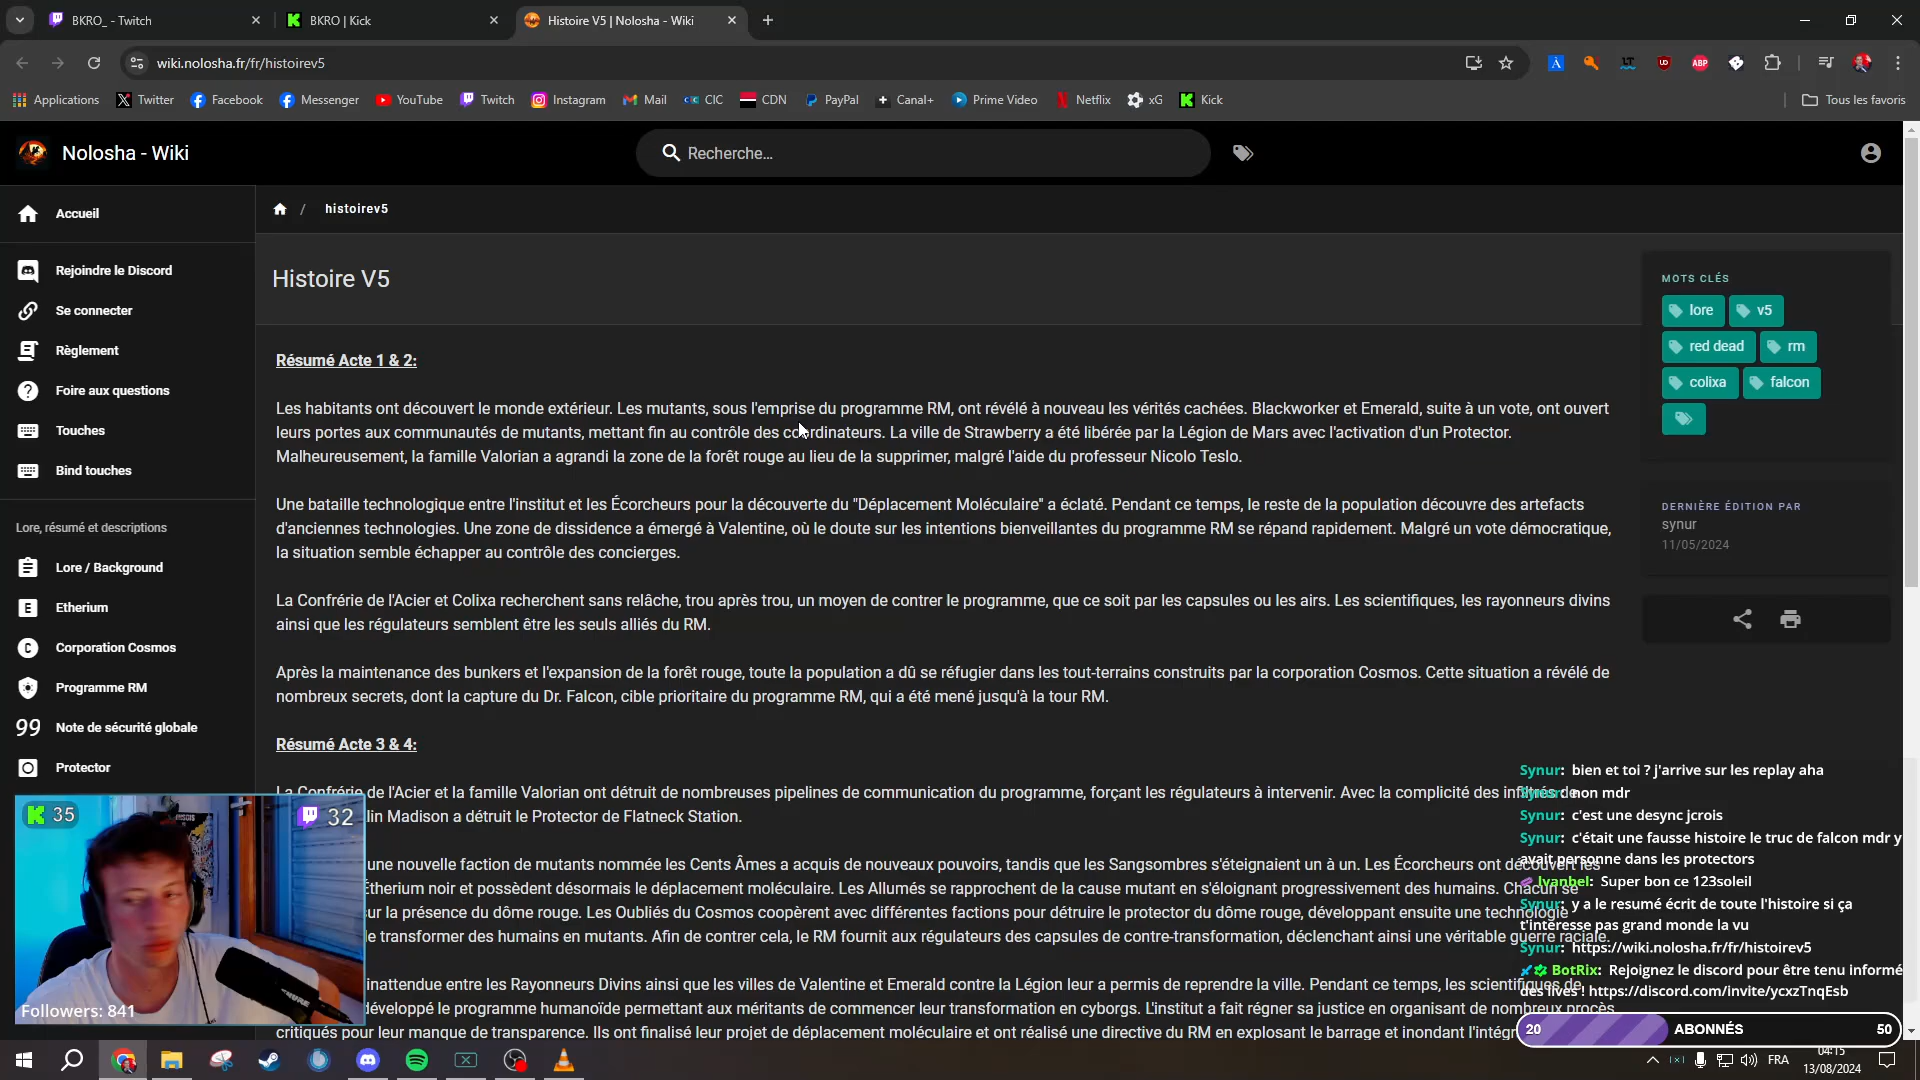 BKRO_ - Twitch
BKRO | Kick
Histoire V5 | Nolosha - Wiki
wiki.nolosha.fr/fr/histoirev5
Applications
Twitter
Facebook
Messenger
YouTube
Twitch
Instagram
Mail
CIC
CDN
PayPal
Canal+
Prime Video
Netflix
xG
Kick
Tous les favoris
Nolosha - Wiki
Recherche...
Accueil
/ histoirev5
Rejoindre le Discord
Se connecter
Règlement
Foire aux questions
Touches
Bind touches
Lore, résumé et descriptions
Lore / Background
Etherium
Corporation Cosmos
Programme RM
99 Note de sécurité globale
Protector
Histoire V5
Résumé Acte 1 & 2:
Les habitants ont découvert le monde extérieur. Les mutants, sous l'emprise du programme RM, ont révélé à nouveau les vérités cachées. Blackworker et Emerald, suite à un vote, ont ouvert
leurs portes aux communautés de mutants, mettant fin au contrôle des coordinateurs. La ville de Strawberry a été libérée par la Légion de Mars avec l'activation d'un Protector.
Malheureusement, la famille Valorian a agrandi la zone de la forêt rouge au lieu de la supprimer, malgré l'aide du professeur Nicolo Teslo.
Une bataille technologique entre l'institut et les Écorcheurs pour la découverte du "Déplacement Moléculaire" a éclaté. Pendant ce temps, le reste de la population découvre des artefacts
d'anciennes technologies. Une zone de dissidence a émergé à Valentine, où le doute sur les intentions bienveillantes du programme RM se répand rapidement. Malgré un vote démocratique,
la situation semble échapper au contrôle des concierges.
La Confrérie de l'Acier et Colixa recherchent sans relâche, trou après trou, un moyen de contrer le programme, que ce soit par les capsules ou les airs. Les scientifiques, les rayonneurs divins
ainsi que les régulateurs semblent être les seuls alliés du RM.
Après la maintenance des bunkers et l'expansion de la forêt rouge, toute la population a dû se réfugier dans les tout-terrains construits par la corporation Cosmos. Cette situation a révélé de
nombreux secrets, dont la capture du Dr. Falcon, cible prioritaire du programme RM, qui a été mené jusqu'à la tour RM.
Résumé Acte 3 & 4:
La Confrérie de l'Acier et la famille Valorian ont détruit de nombreuses pipelines de communication du programme, forçant les régulateurs à intervenir. Avec la complicité des infiltrés de
lin Madison a détruit le Protector de Flatneck Station.
une nouvelle faction de mutants nommée les Cents Âmes a acquis de nouveaux pouvoirs, tandis que les Sangsombres s'éteignaient un à un. Les Écorcheurs ont découvert les
Etherium noir et possèdent désormais le déplacement moléculaire. Les Allumés se rapprochent de la cause mutant en s'éloignant progressivement des humains. Chacun se
sur la présence du dôme rouge. Les Oubliés du Cosmos coopèrent avec différentes factions pour détruire le protector du dôme rouge, développant ensuite une technologie
de transformer des humains en mutants. Afin de contrer cela, le RM fournit aux régulateurs des capsules de contre-transformation, déclenchant ainsi une véritable guerre raciale.
inattendue entre les Rayonneurs Divins ainsi que les villes de Valentine et Emerald contre la Légion leur a permis de reprendre la ville. Pendant ce temps, les scientifiques de
développé le programme humanoïde permettant aux méritants de commencer leur transformation en cyborgs. L'institut a fait régner sa justice en organisant de nombreux procès
critiqués pour leur manque de transparence. Ils ont finalisé leur projet de déplacement moléculaire et ont réalisé une directive du RM en explosant le barrage et inondant l'intégr
MOTS CLÉS
lore
v5
red dead
rm
colixa
falcon
DERNIÈRE ÉDITION PAR
synur
11/05/2024
Synur: bien et toi ? j'arrive sur les replay aha
Synur: non mdr
Synur: c'est une desync jcrois
Synur: c'était une fausse histoire le truc de falcon mdr y
avait personne dans les protectors
Ivanbel: Super bon ce 123soleil
Synur: y a le resumé écrit de toute l'histoire si ça
t'intéresse pas grand monde la vu
Synur: https://wiki.nolosha.fr/fr/histoirev5
BotRix: Rejoignez le discord pour être tenu informé
des lives ! https://discord.com/invite/ycxzTnqEsb
20 ABONNÉS 50
K 35
32
Followers: 841
SHURE
FRA
04:15
13/08/2024